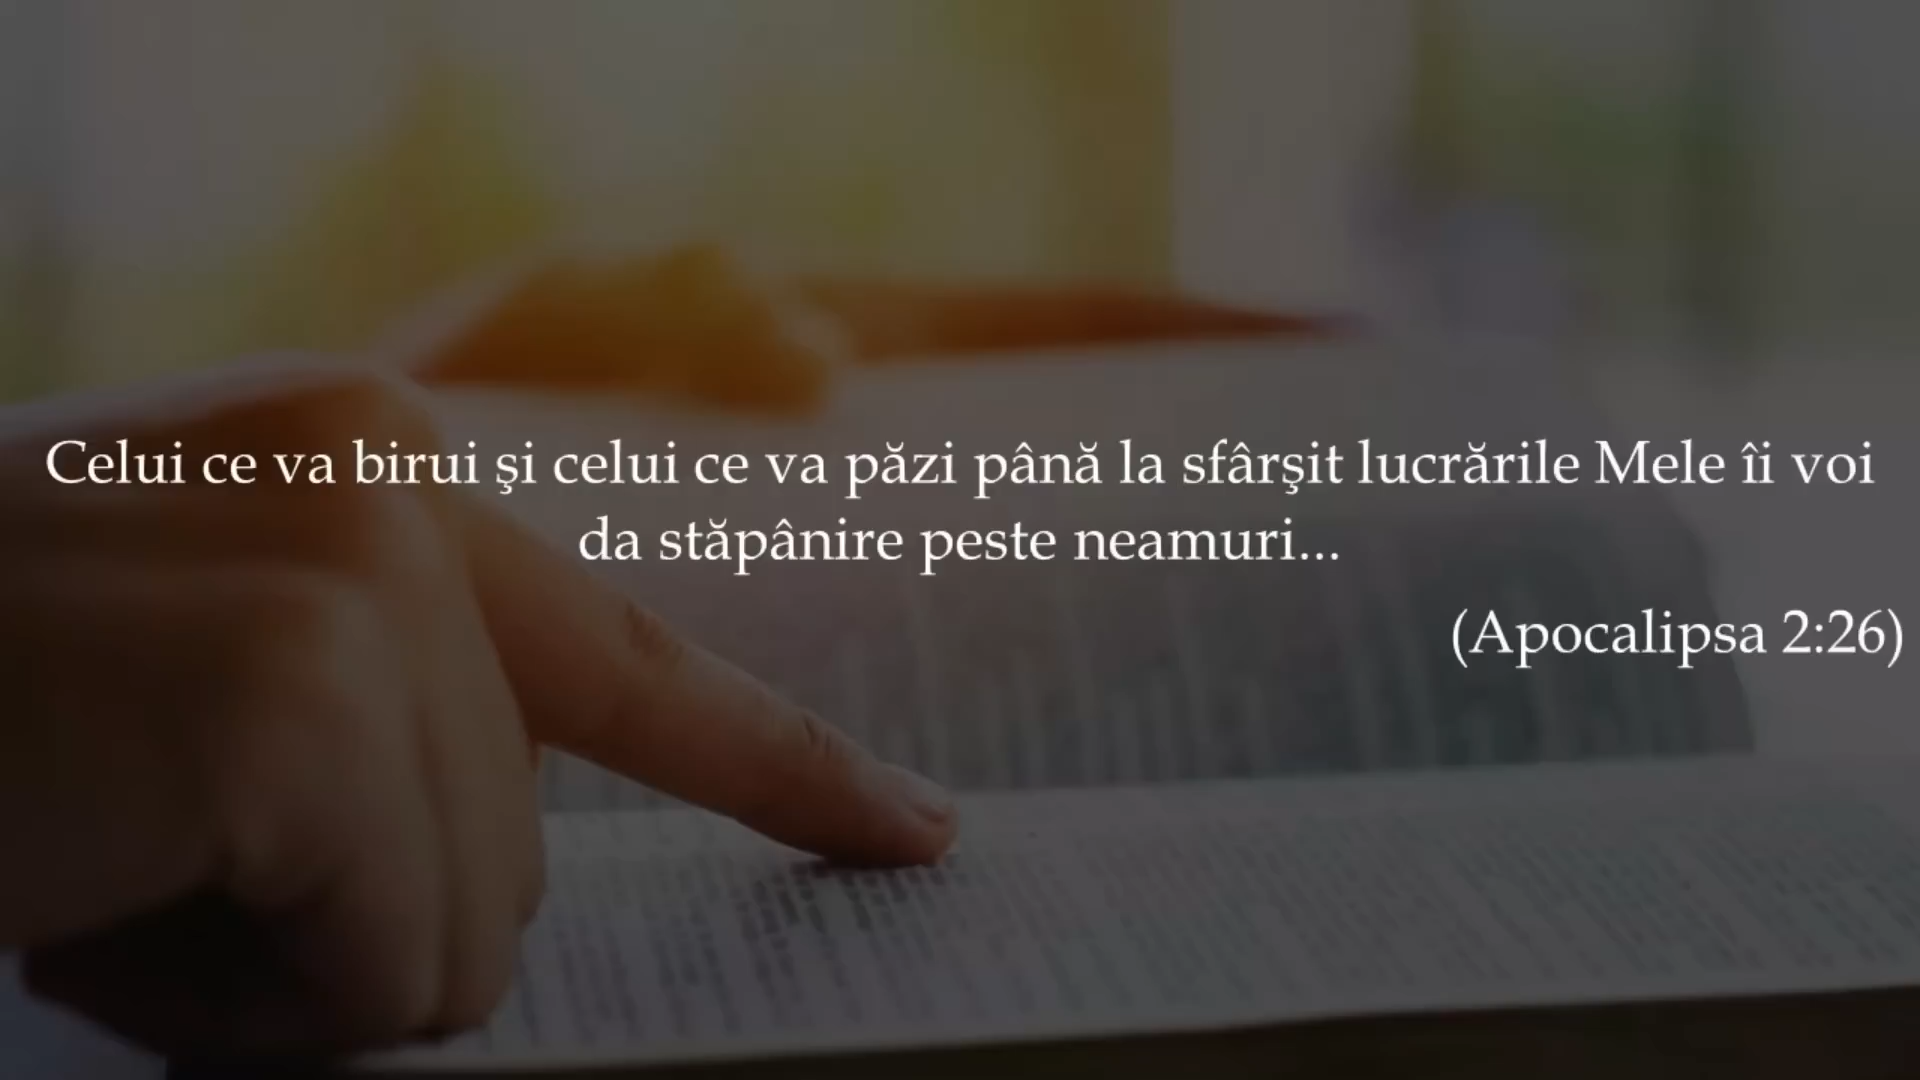 Celui ce va birui şi celui ce va păzi până la sfârşit lucrările Mele îi voi
da stăpânire peste neamuri...
(Apocalipsa 2:26)